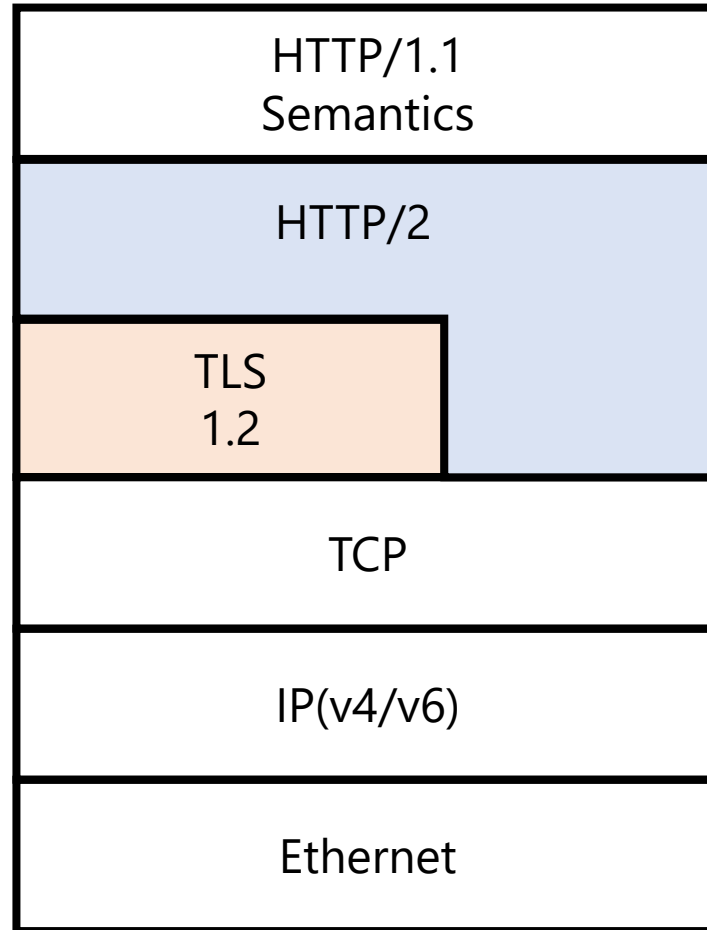 HTTP/1.1
Semantics
HTTP/2
TLS
1.2
TCP
IP(v4/v6)
Ethernet